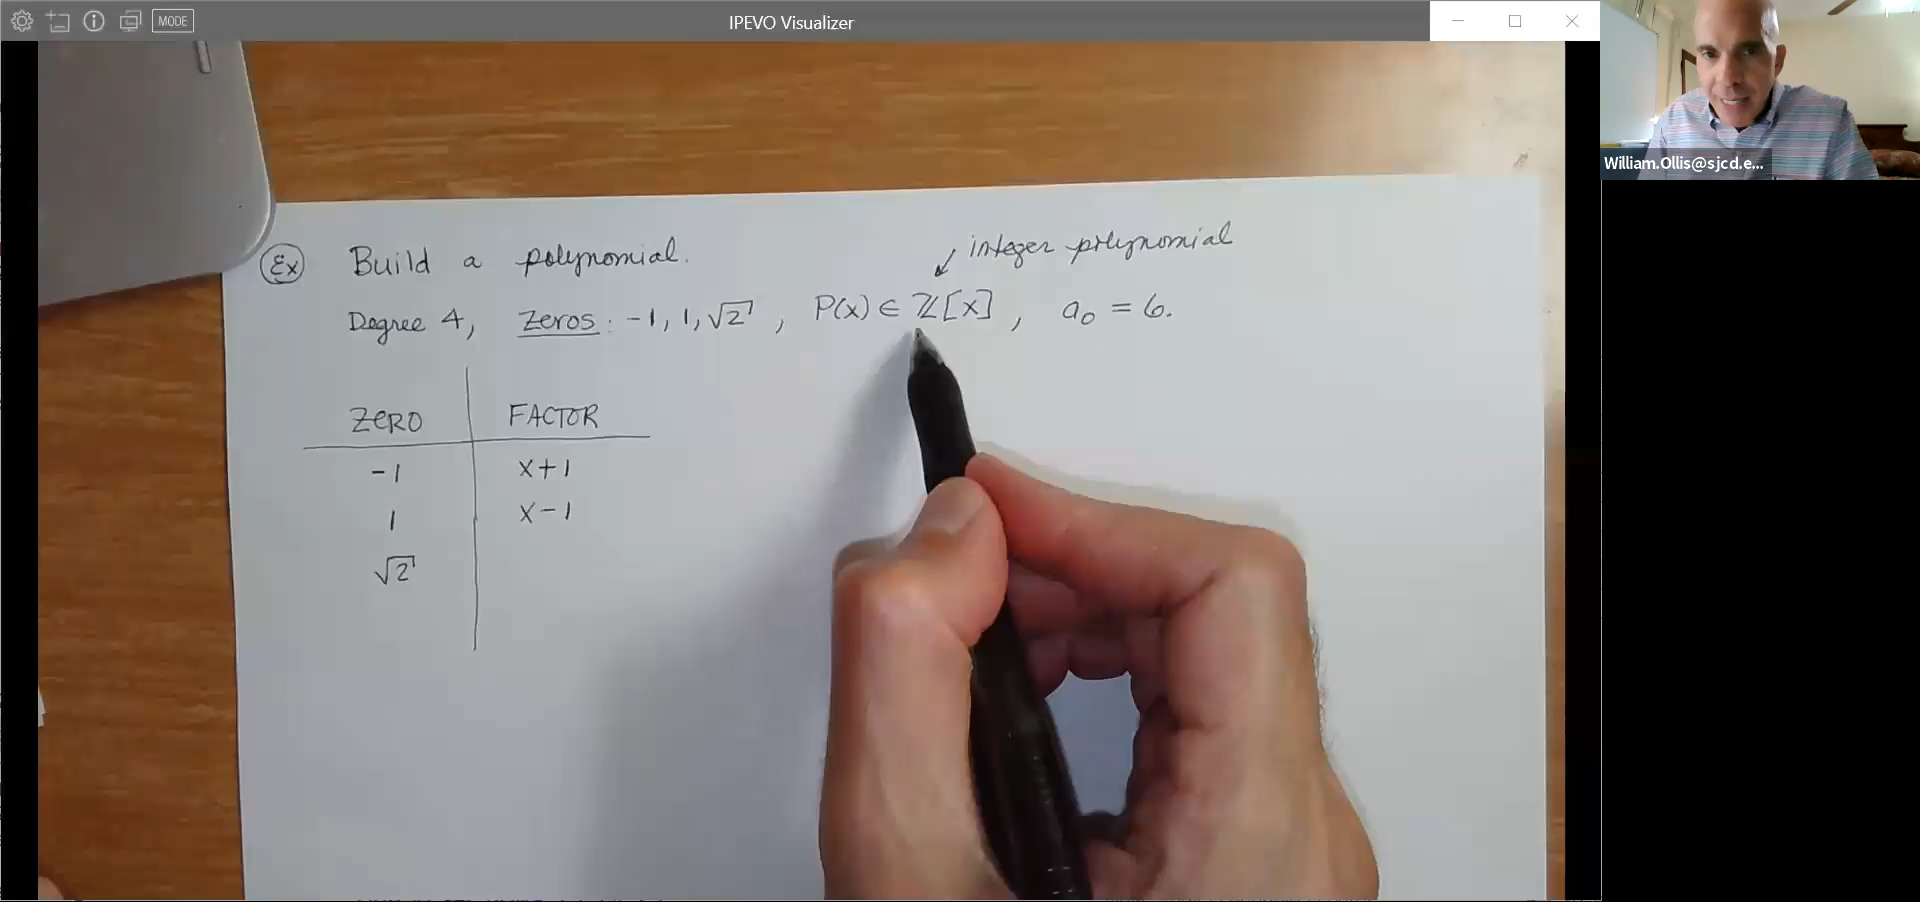 MODE
IPEVO Visualizer
William.Ollis@sjcd.e...
Ex Build a polynomial.
integer polynomial
Degree 4, Zeros: -1, 1, √2, P(x) ∈ ℤ[x], a₀ = 6.
ZERO FACTOR
-1 x+1
1 x-1
√2